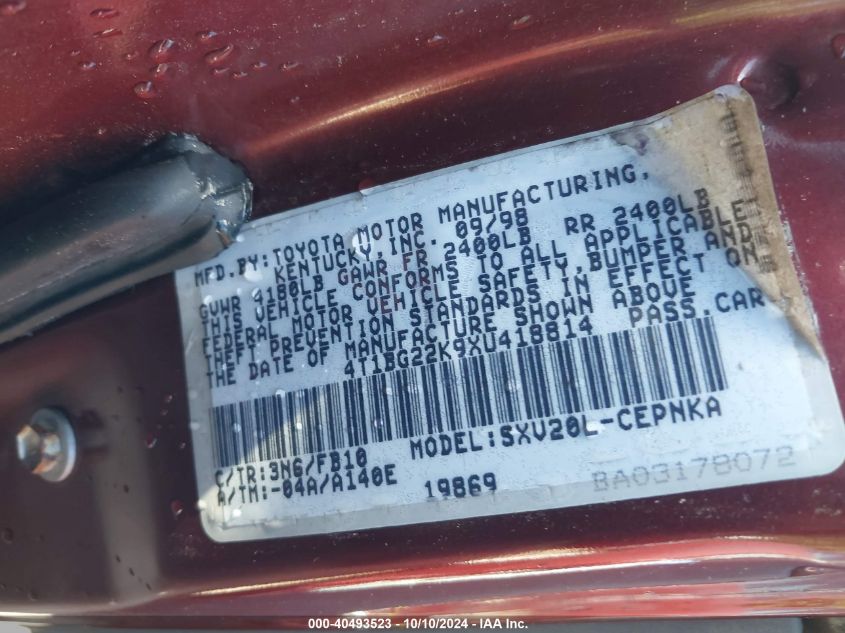 MFD.BY:TOYOTA MOTOR MANUFACTURING,
KENTUCKY,INC. 09/98
GVWR 4180LB GAWR FR 2400LB RR 2400LB
THIS VEHICLE CONFORMS TO ALL APPLICABLE
FEDERAL MOTOR VEHICLE SAFETY,BUMPER AND
THEFT PREVENTION STANDARDS IN EFFECT ON
THE DATE OF MANUFACTURE SHOWN ABOVE
4T1BG22K9XU418814 PASS.CAR
C/TR:3N6/FB10 MODEL:SXV20L-CEPNKA
A/TM:-04A/A140E 19869
BA03178072
000-40493523 - 10/10/2024 - IAA Inc.